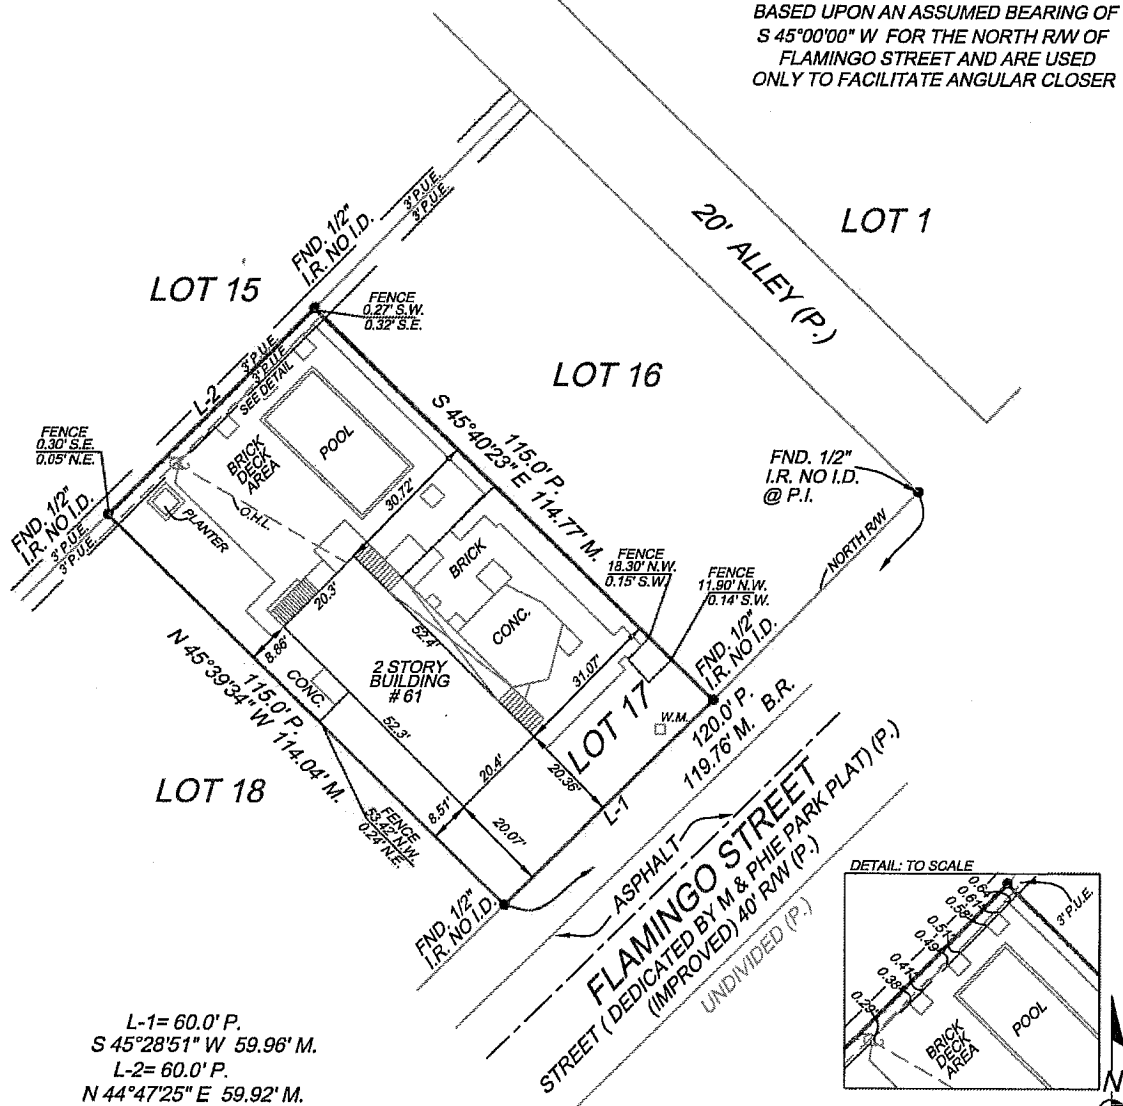 BASED UPON AN ASSUMED BEARING OF
S 45°00'00" W FOR THE NORTH R/W OF
FLAMINGO STREET AND ARE USED
ONLY TO FACILITATE ANGULAR CLOSER
3' P.U.E.
3' P.U.E.
20' ALLEY (P.)
LOT 1
FND. 1/2"
I.R. NO I.D.
LOT 15
FENCE
0.27' S.W.
0.32' S.E.
LOT 16
3' P.U.E.
3' P.U.E.
SEE DETAIL
L-2
FENCE
0.30' S.E.
0.05' N.E.
S 45°40'23" E 114.77' M.
115.0' P.
POOL
BRICK
DECK
AREA
FND. 1/2"
I.R. NO I.D.
@ P.I.
30.72'
FND. 1/2"
I.R. NO I.D.
3' P.U.E.
3' P.U.E.
O.H.L.
PLANTER
NORTH R/W
BRICK
FENCE
18.30' N.W.
0.15' S.W.
FENCE
11.90' N.W.
0.14' S.W.
20.3'
52.4'
CONC.
FND. 1/2"
I.R. NO I.D.
8.66'
N 45°39'34" W 114.04' M.
115.0' P.
CONC.
2 STORY
BUILDING
# 61
31.07'
LOT 17
W.M.
120.0' P.
119.76' M. B.R.
52.3'
20.4'
20.36'
LOT 18
8.51'
20.07'
L-1
FENCE
53.42' N.W.
0.24' N.E.
ASPHALT
FND. 1/2"
I.R. NO I.D.
FLAMINGO STREET
STREET ( DEDICATED BY M & PHIE PARK PLAT) (P.)
(IMPROVED) 40' R/W (P.)
UNDIVIDED (P.)
DETAIL: TO SCALE
0.64'
0.61'
0.58'
0.51'
0.49'
0.41'
0.38'
0.29'
3' P.U.E.
POOL
BRICK
DECK
AREA
L-1= 60.0' P.
S 45°28'51" W 59.96' M.
L-2= 60.0' P.
N 44°47'25" E 59.92' M.
N